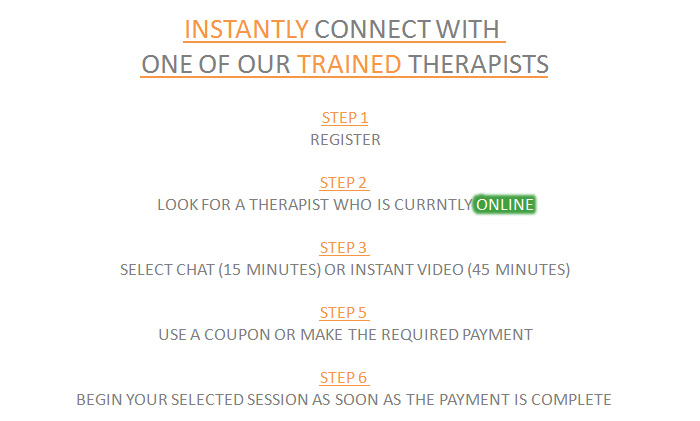 INSTANTLY CONNECT WITH
ONE OF OUR TRAINED THERAPISTS
STEP 1
REGISTER
STEP 2
LOOK FOR A THERAPIST WHO IS CURRNTLY ONLINE
STEP 3
SELECT CHAT (15 MINUTES) OR INSTANT VIDEO (45 MINUTES)
STEP 5
USE A COUPON OR MAKE THE REQUIRED PAYMENT
STEP 6
BEGIN YOUR SELECTED SESSION AS SOON AS THE PAYMENT IS COMPLETE